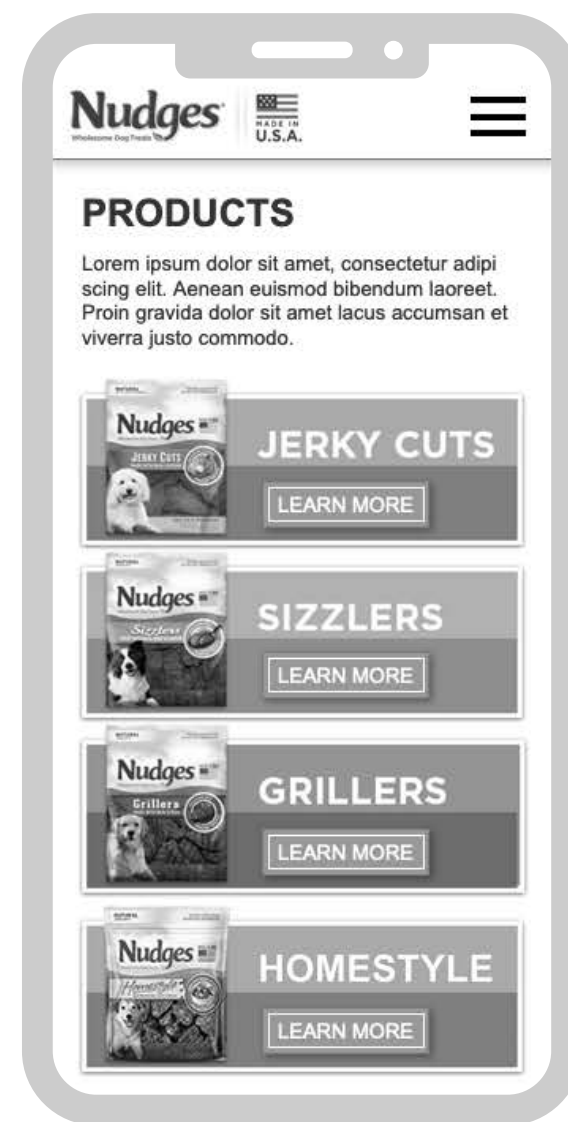 Nudges
Wholesome Dog Treats
MADE IN
U.S.A.
PRODUCTS
Lorem ipsum dolor sit amet, consectetur adipi
scing elit. Aenean euismod bibendum laoreet.
Proin gravida dolor sit amet lacus accumsan et
viverra justo commodo.
NATURAL
Nudges
JERKY CUTS
JERKY CUTS
LEARN MORE
Nudges
Sizzlers
SIZZLERS
LEARN MORE
Nudges
Grillers
GRILLERS
LEARN MORE
NATURAL
Nudges
Homestyle
HOMESTYLE
LEARN MORE